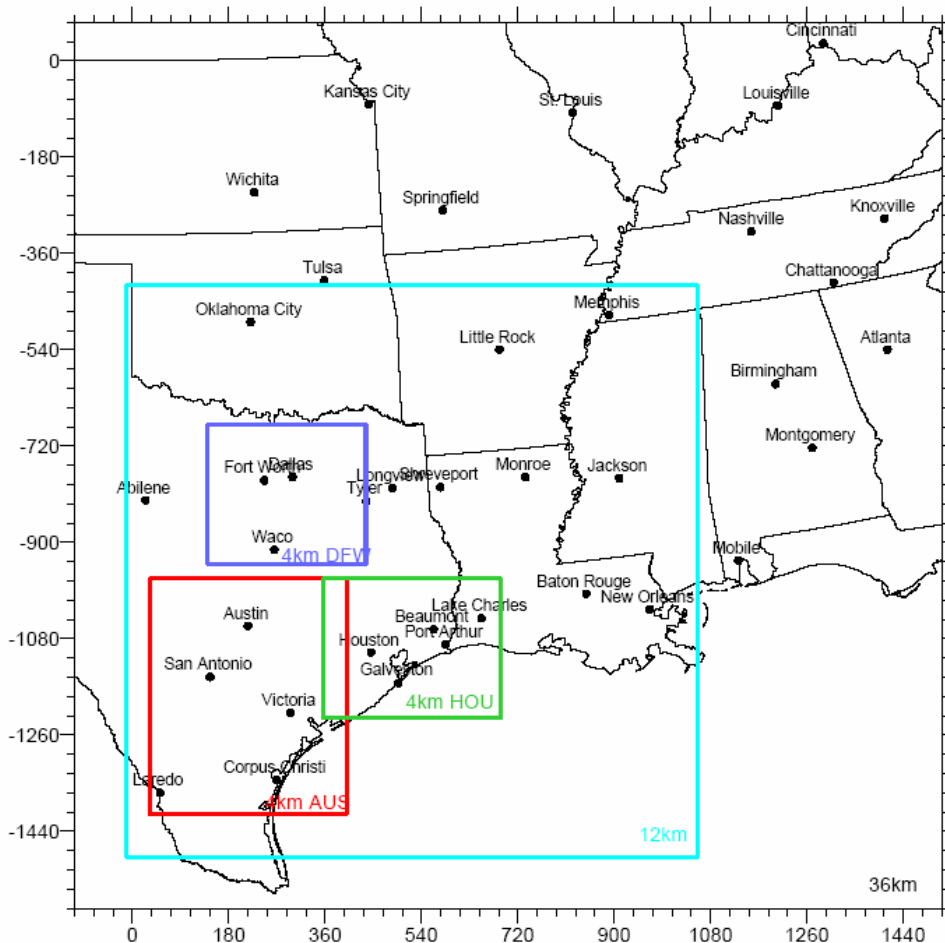 Cincinnati
0
Kansas City
St. Louis
Louisville
-180
Wichita
Springfield
Knoxville
Nashville
-360
Tulsa
Chattanooga
Memphis
Oklahoma City
Little Rock
Atlanta
-540
Birmingham
Montgomery
-720
Fort Worth
Dallas
Monroe
Jackson
Longview
Shreveport
Abilene
Tyler
-900
Waco
4km DFW
Mobile
Baton Rouge
New Orleans
Lake Charles
Austin
Beaumont
Port Arthur
-1080
Houston
San Antonio
Galveston
Victoria
4km HOU
-1260
Corpus Christi
Laredo
4km AUS
-1440
12km
36km
0 180 360 540 720 900 1080 1260 1440